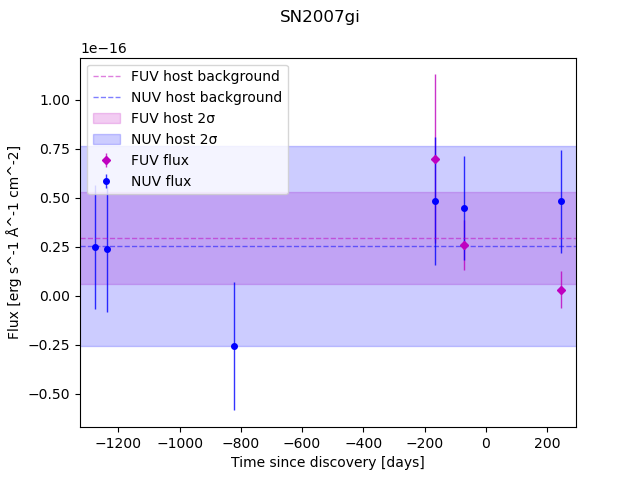 SN2007gi
1e−16
FUV host background
NUV host background
FUV host 2σ
NUV host 2σ
FUV flux
NUV flux
1.00
0.75
0.50
0.25
0.00
−0.25
−0.50
Flux [erg s^-1 Å^-1 cm^-2]
−1200 −1000 −800 −600 −400 −200 0 200
Time since discovery [days]